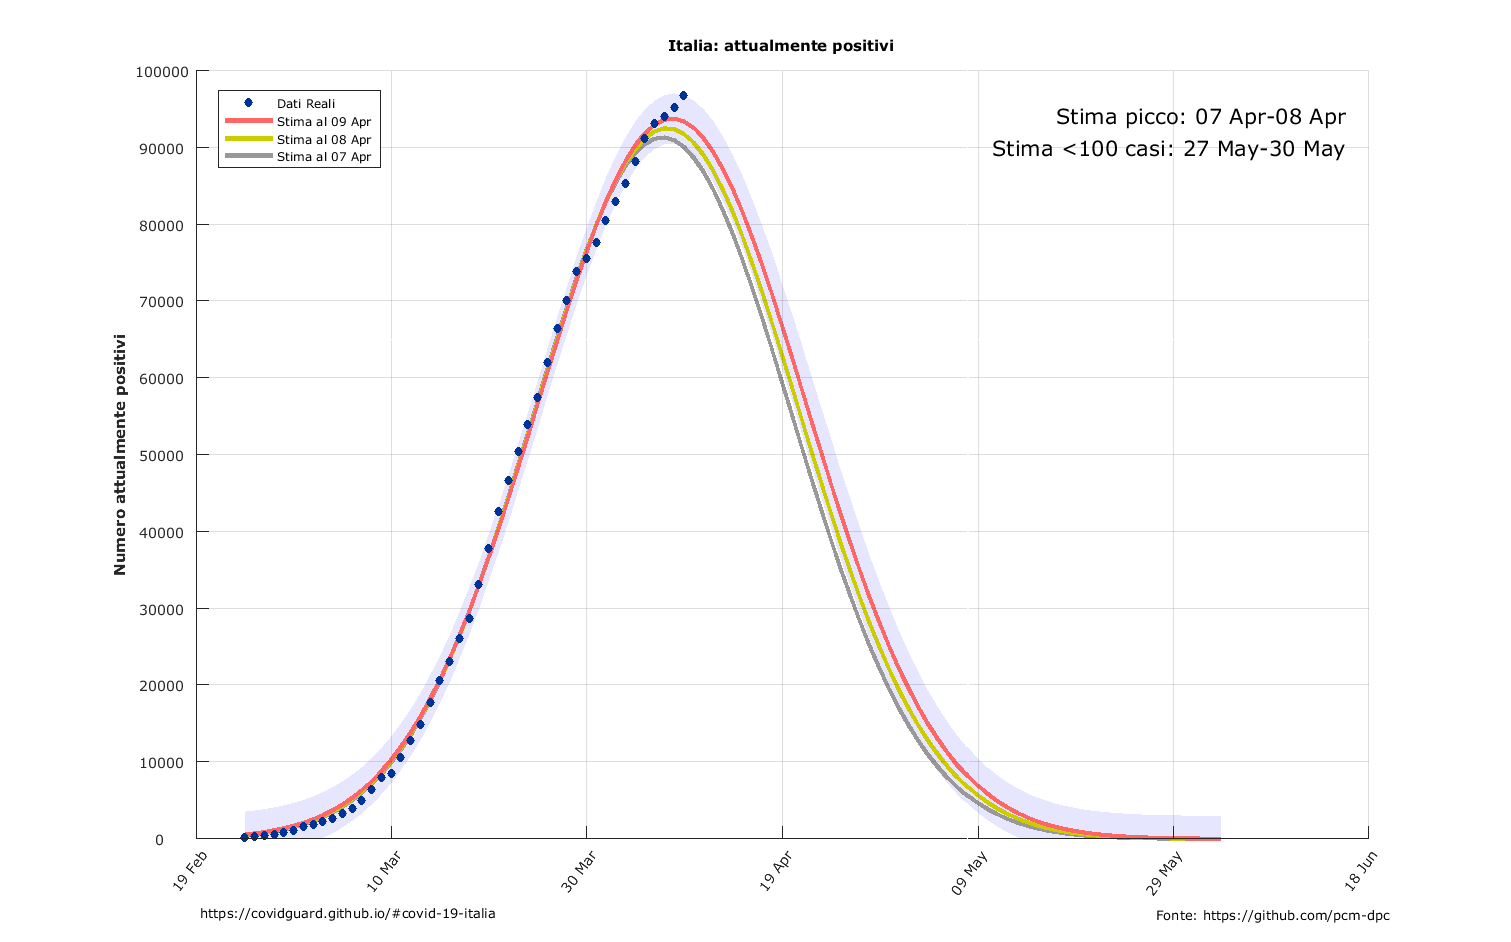 Italia: attualmente positivi
100000
90000
80000
70000
60000
50000
40000
30000
20000
10000
0
Numero attualmente positivi
Dati Reali
Stima al 09 Apr
Stima al 08 Apr
Stima al 07 Apr
Stima picco: 07 Apr-08 Apr
Stima <100 casi: 27 May-30 May
19 Feb
10 Mar
30 Mar
19 Apr
09 May
29 May
18 Jun
https://covidguard.github.io/#covid-19-italia
Fonte: https://github.com/pcm-dpc